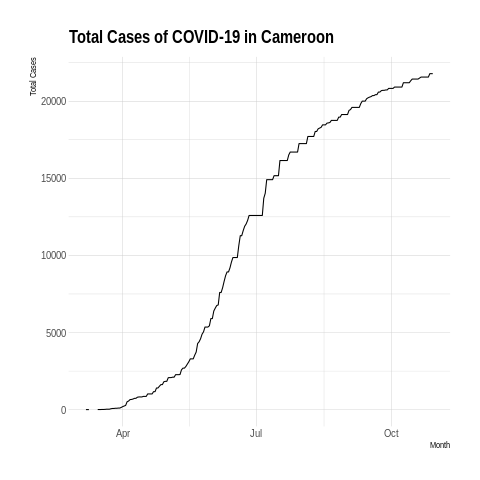 Total Cases of COVID-19 in Cameroon
Total Cases
20000
15000
10000
5000
0
Apr Jul Oct
Month